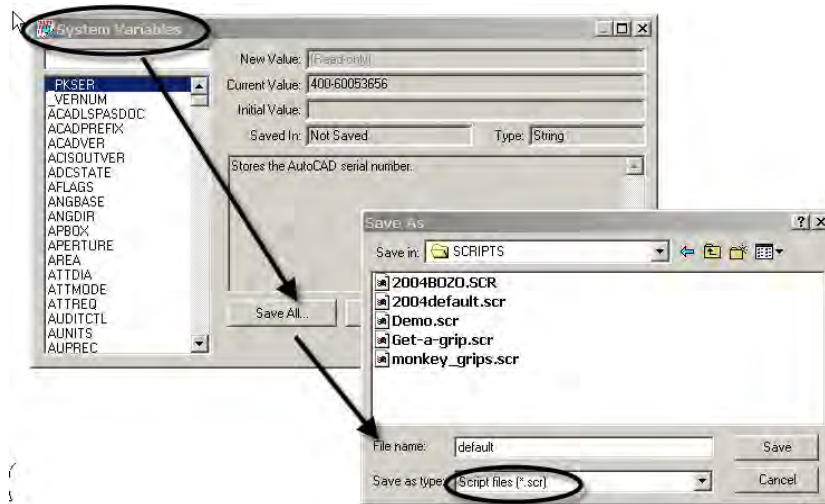 System Variables
New Value: (Read-only)
_PKSER
Current Value: 400-60053656
_VERNUM
ACADLSPASDOC
Initial Value:
ACADPREFIX
ACADVER
Saved In: Not Saved
Type: String
ACISOUTVER
ADCSTATE
Stores the AutoCAD serial number.
AFLAGS
ANGBASE
ANGDIR
APBOX
APERTURE
AREA
ATTDIA
ATTMODE
ATTREQ
AUDITCTL
AUNITS
AUPREC
Save All...
Save As
Save in: SCRIPTS
2004BOZO.SCR
2004default.scr
Demo.scr
Get-a-grip.scr
monkey_grips.scr
File name: default
Save
Save as type: Script files (*.scr)
Cancel